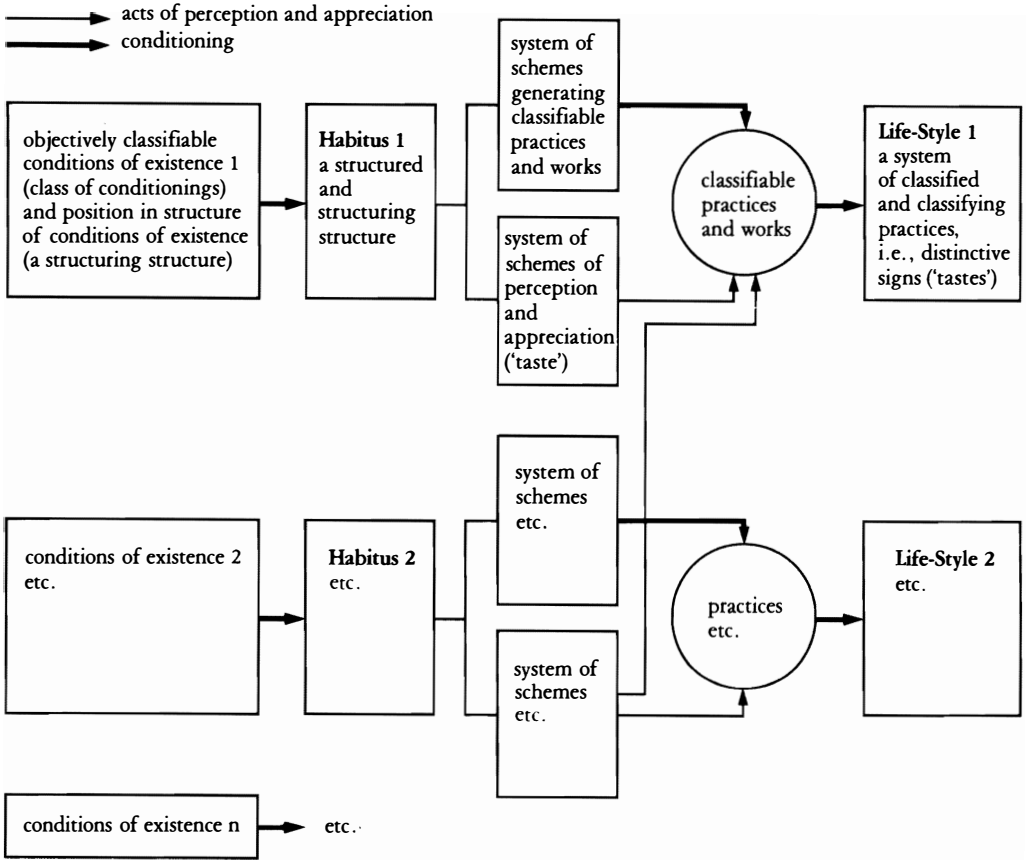 acts of perception and appreciation
conditioning
objectively classifiable
conditions of existence 1
(class of conditionings)
and position in structure
of conditions of existence
(a structuring structure)
Habitus 1
a structured
and
structuring
structure
system of
schemes
generating
classifiable
practices
and works
system of
schemes of
perception
and
appreciation
(‘taste’)
classifiable
practices
and works
Life-Style 1
a system
of classified
and classifying
practices,
i.e., distinctive
signs (‘tastes’)
conditions of existence 2
etc.
Habitus 2
etc.
system of
schemes
etc.
system of
schemes
etc.
practices
etc.
Life-Style 2
etc.
conditions of existence n
etc.